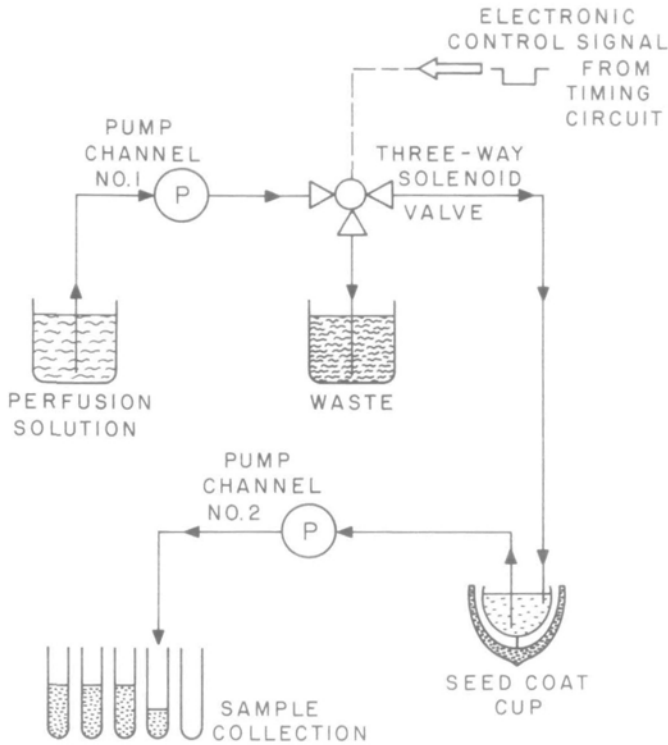 ELECTRONIC
CONTROL SIGNAL
FROM
TIMING
CIRCUIT
PUMP
CHANNEL
NO.1
P
THREE-WAY
SOLENOID
VALVE
PERFUSION
SOLUTION
WASTE
PUMP
CHANNEL
NO.2
P
SEED COAT
CUP
SAMPLE
COLLECTION